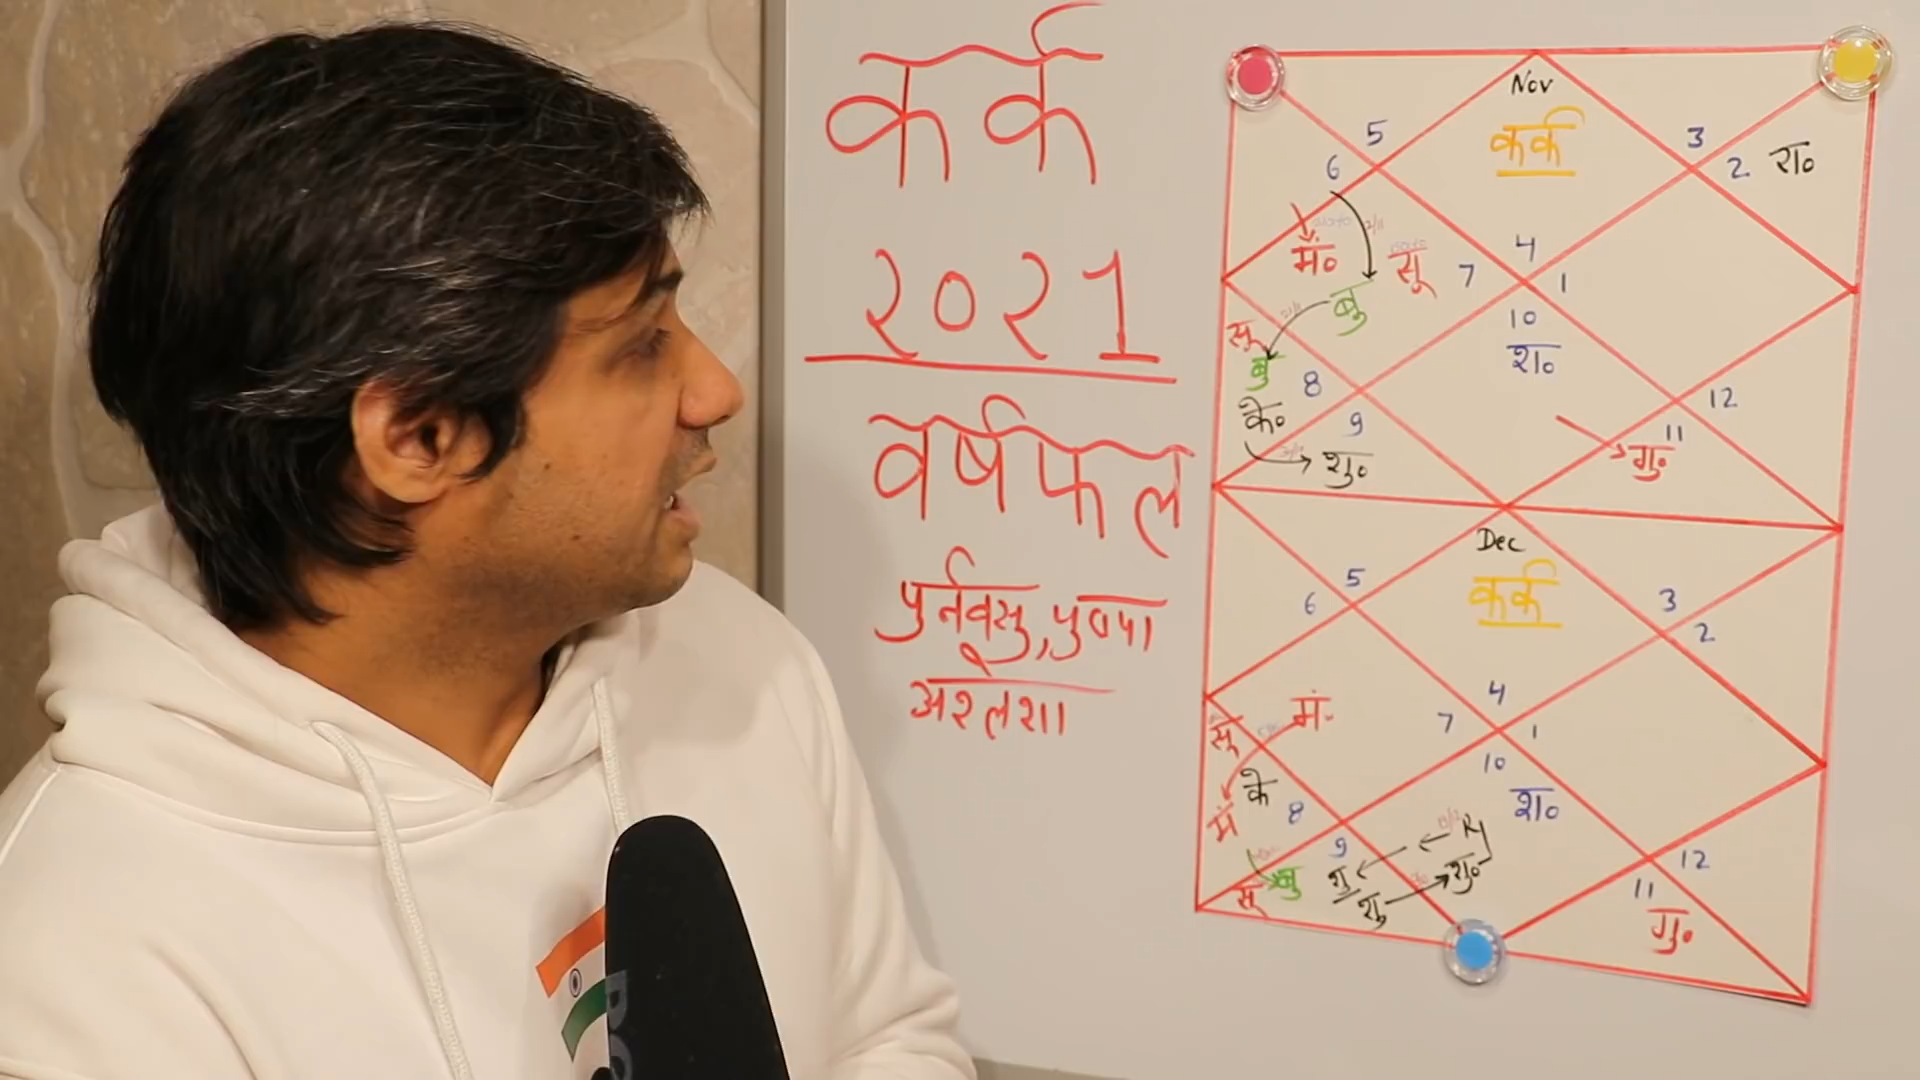 कर्क
२०२1
वर्षफल
पुर्नवसु, पुष्पा
अश्लेशा
Nov
कर्क
5
3
6
2 रा०
मं०
सू
4
7
1
बु
10
सू
श०
बु
8
12
के०
9
11
शु०
गु०
Dec
कर्क
5
3
6
2
4
मं.
7
1
सू
10
के
श०
मं
8
R
9
12
बु
शु
शु०
11
सू
शु
गु०